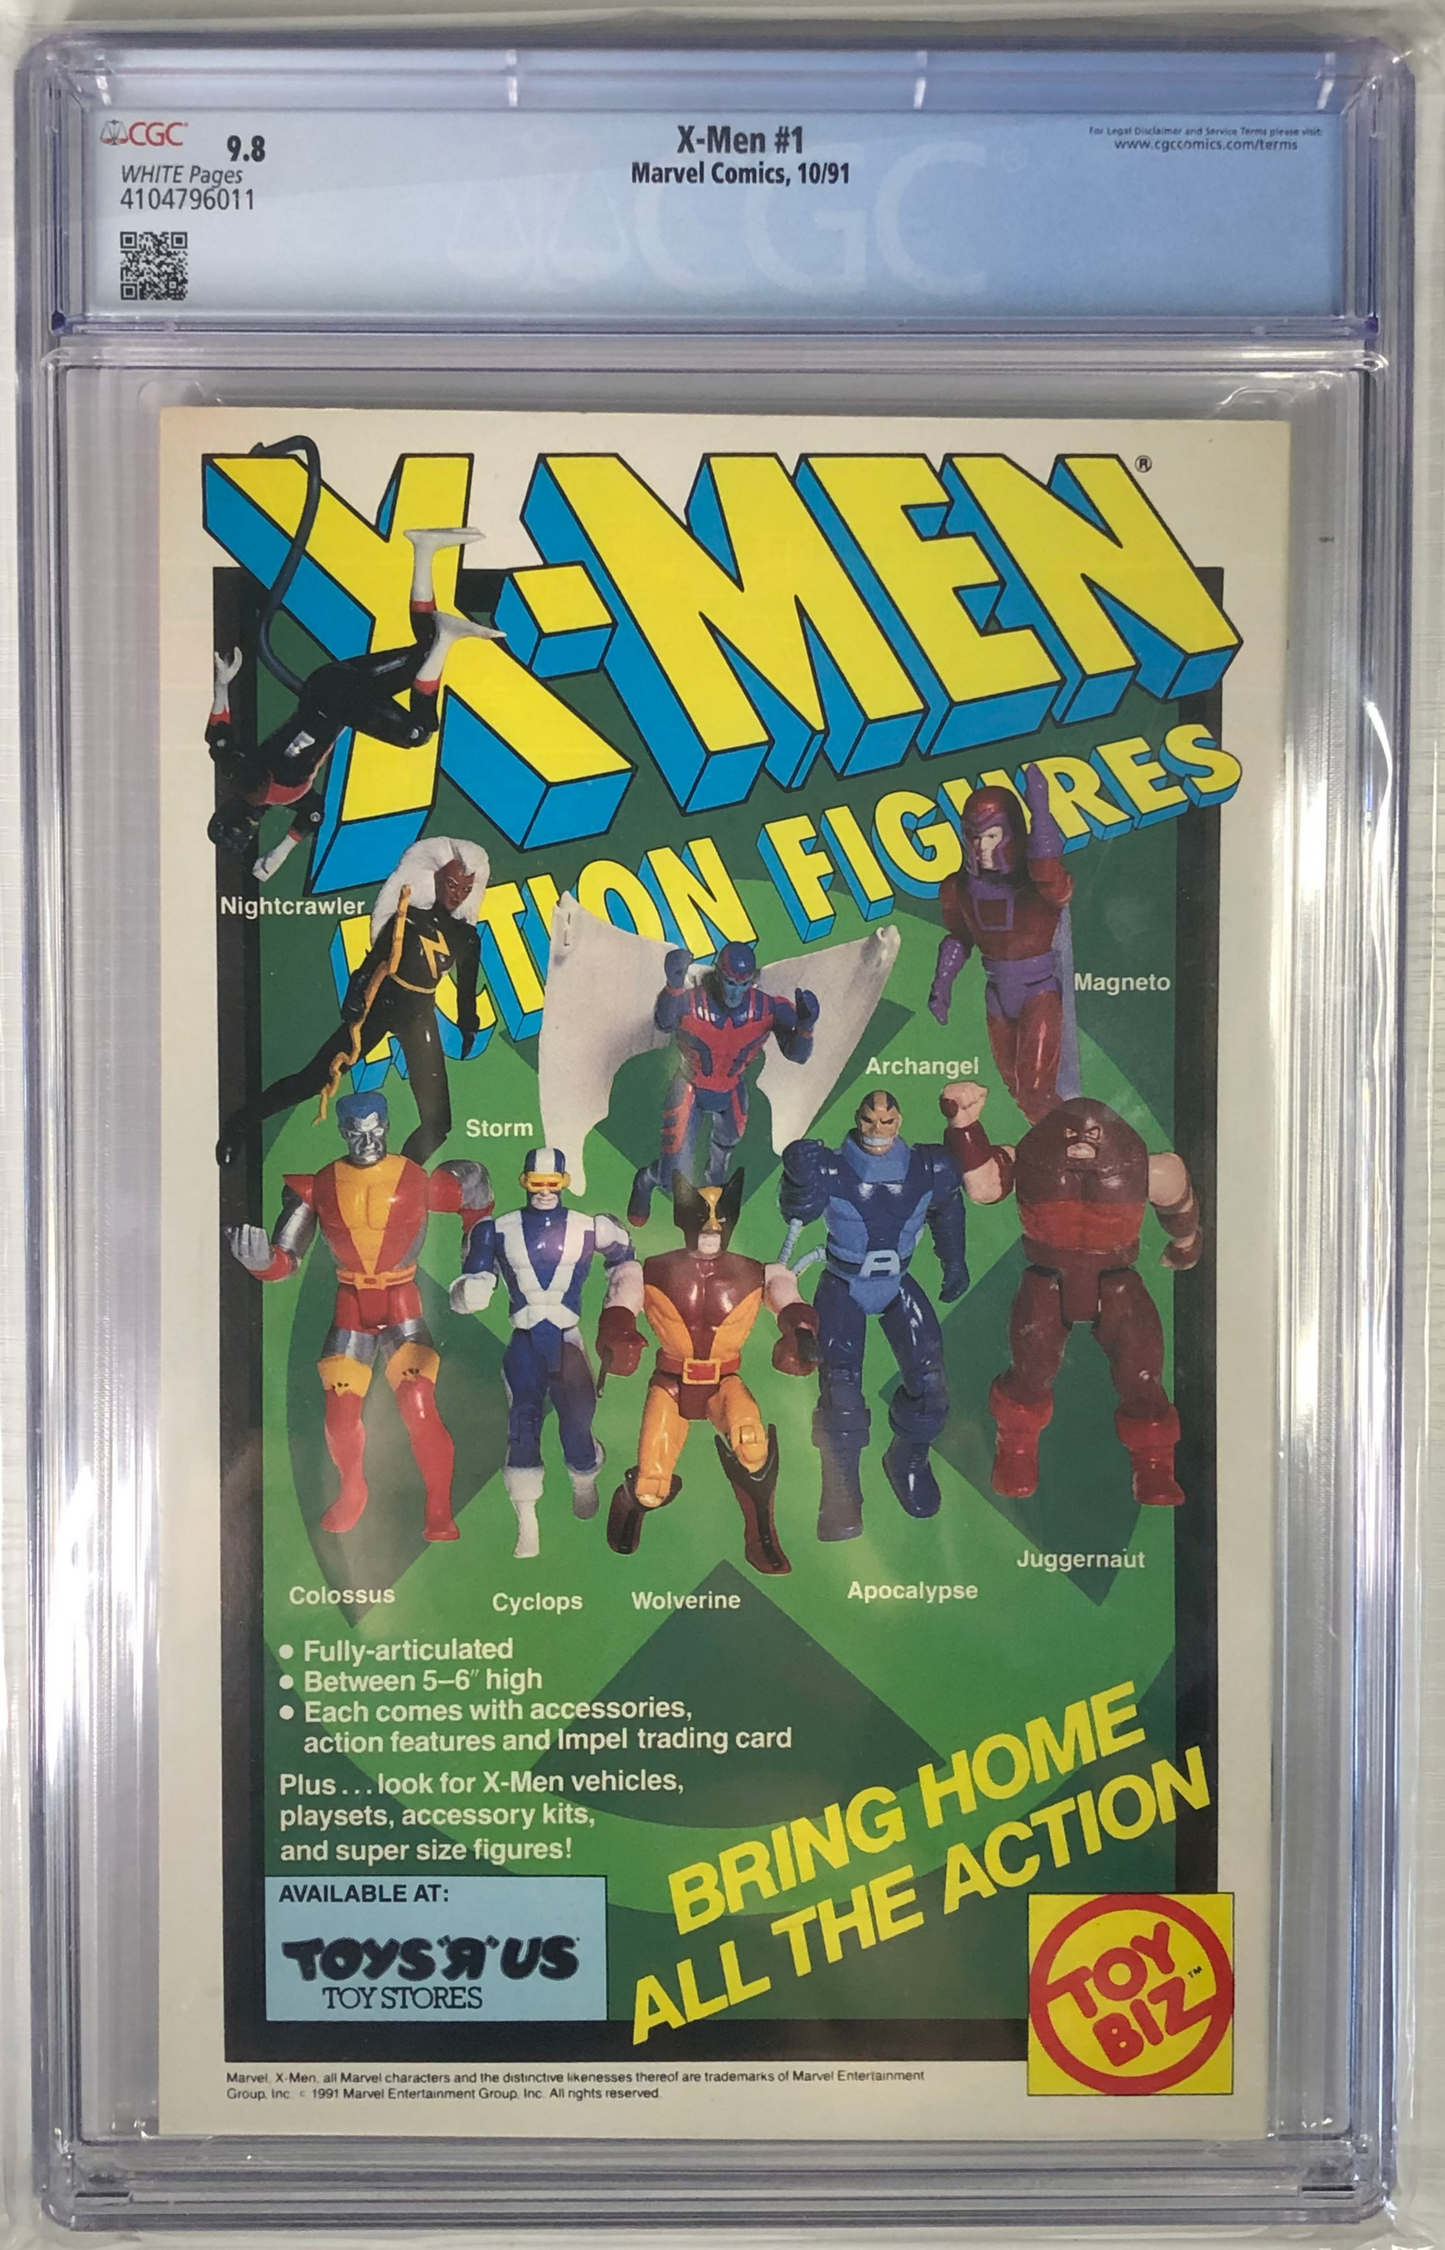 CGC
9.8
WHITE Pages
4104796011
X-Men #1
Marvel Comics, 10/91
For Legal Disclaimer and Service Terms please visit:
www.cgccomics.com/terms
CGC®
X-MEN®
ACTION FIGURES
Nightcrawler
Magneto
Archangel
Storm
Juggernaut
Colossus
Cyclops
Wolverine
Apocalypse
● Fully-articulated
● Between 5–6″ high
● Each comes with accessories,
action features and Impel trading card
Plus...look for X-Men vehicles,
playsets, accessory kits,
and super size figures!
BRING HOME
ALL THE ACTION
AVAILABLE AT:
TOYS"Я"US
TOY STORES
TOY
BIZ™
Marvel, X-Men, all Marvel characters and the distinctive likenesses thereof are trademarks of Marvel Entertainment
Group, Inc. © 1991 Marvel Entertainment Group, Inc. All rights reserved.